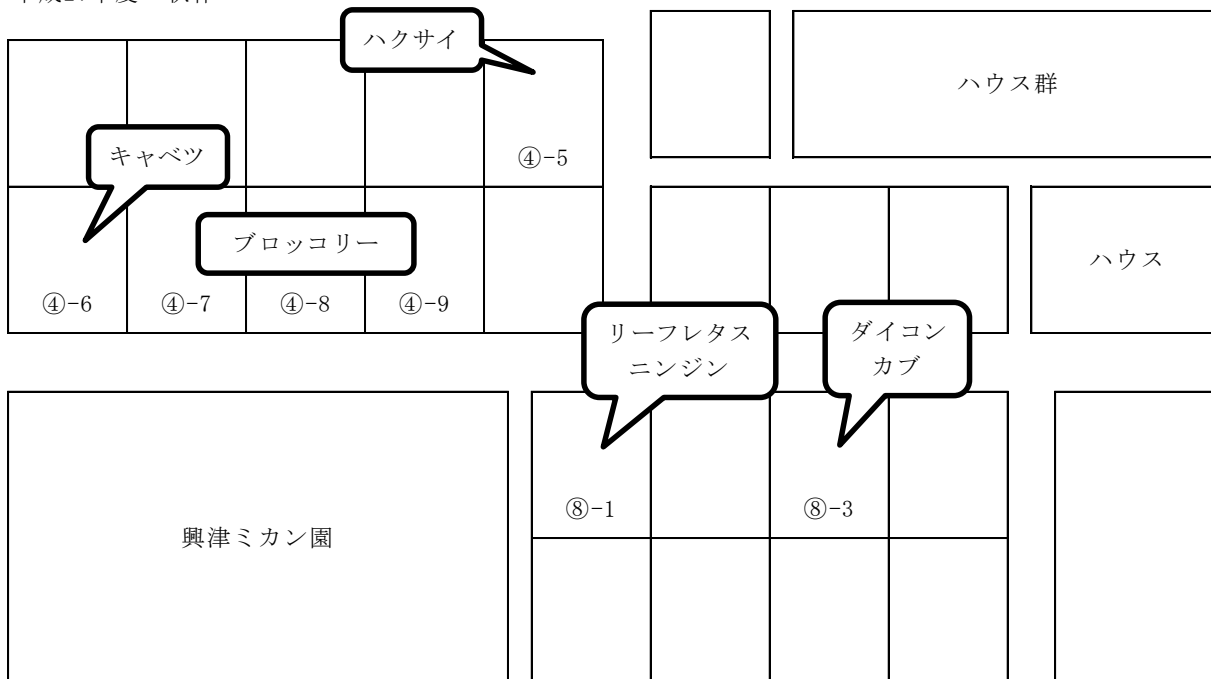 ハクサイ
ハウス群
キャベツ
④-5
ブロッコリー
ハウス
④-6
④-7
④-8
④-9
リーフレタス
ニンジン
ダイコン
カブ
⑧-1
⑧-3
興津ミカン園